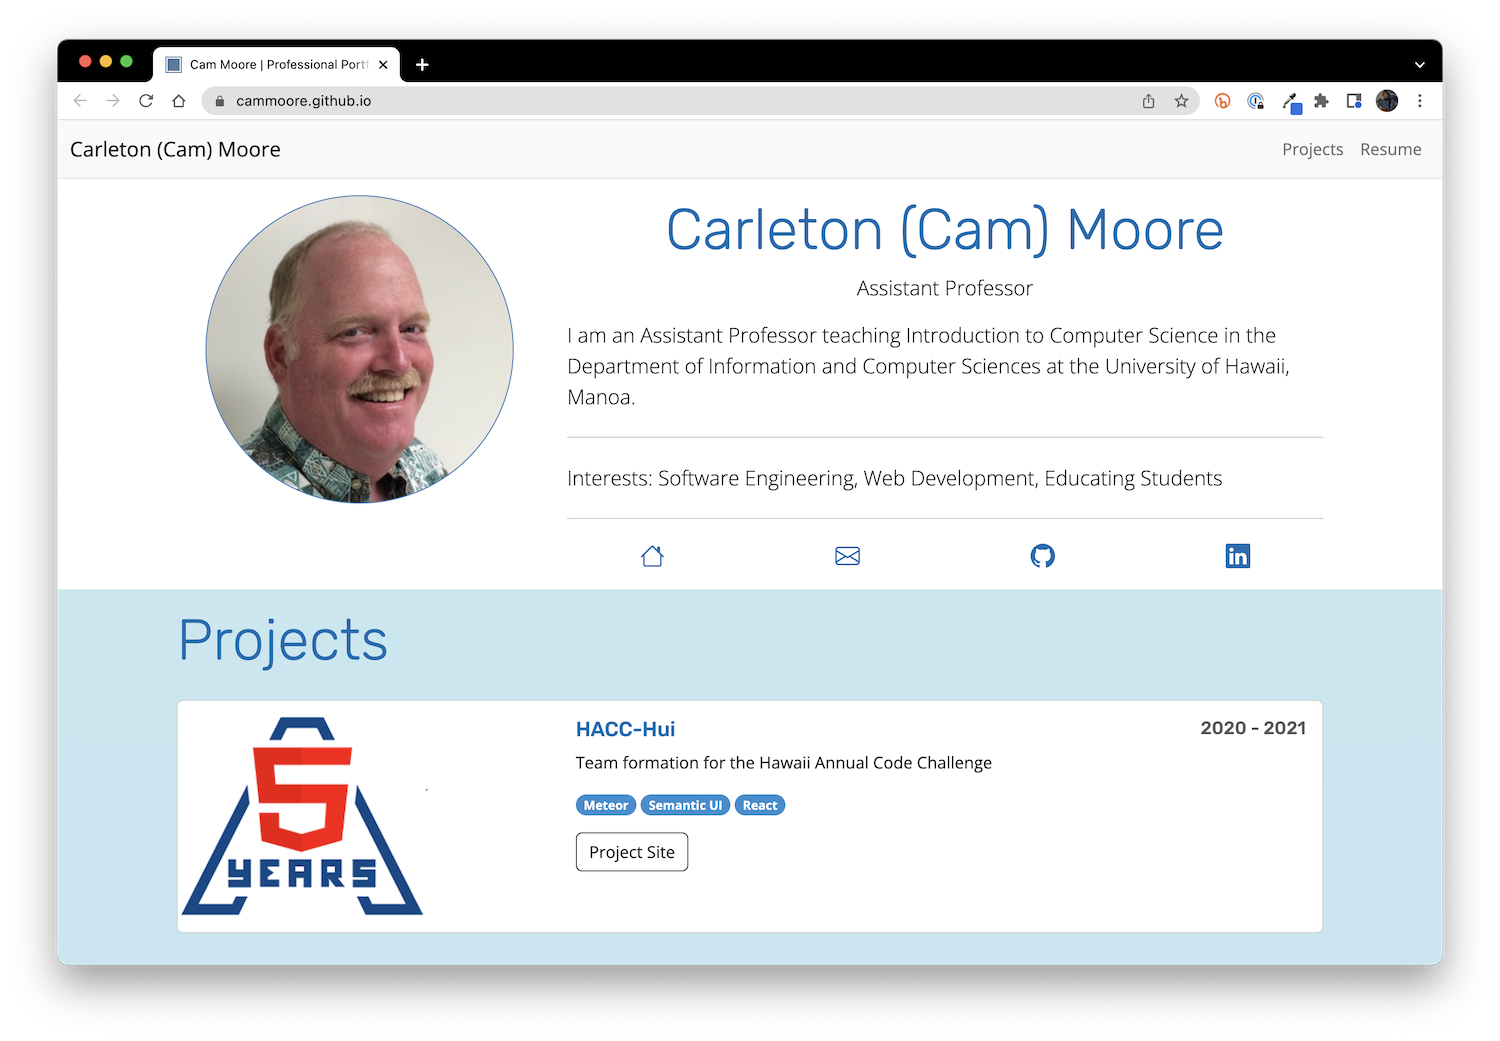 Cam Moore | Professional Portf
cammoore.github.io
Carleton (Cam) Moore
Projects
Resume
Carleton (Cam) Moore
Assistant Professor
I am an Assistant Professor teaching Introduction to Computer Science in the
Department of Information and Computer Sciences at the University of Hawaii,
Manoa.
Interests: Software Engineering, Web Development, Educating Students
in
Projects
5
YEARS
HACC-Hui
2020 - 2021
Team formation for the Hawaii Annual Code Challenge
Meteor
Semantic UI
React
Project Site